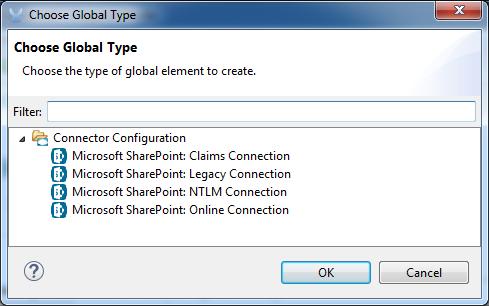 Choose Global Type
Choose Global Type
Choose the type of global element to create.
Filter:
Connector Configuration
Microsoft SharePoint: Claims Connection
Microsoft SharePoint: Legacy Connection
Microsoft SharePoint: NTLM Connection
Microsoft SharePoint: Online Connection
?
OK
Cancel